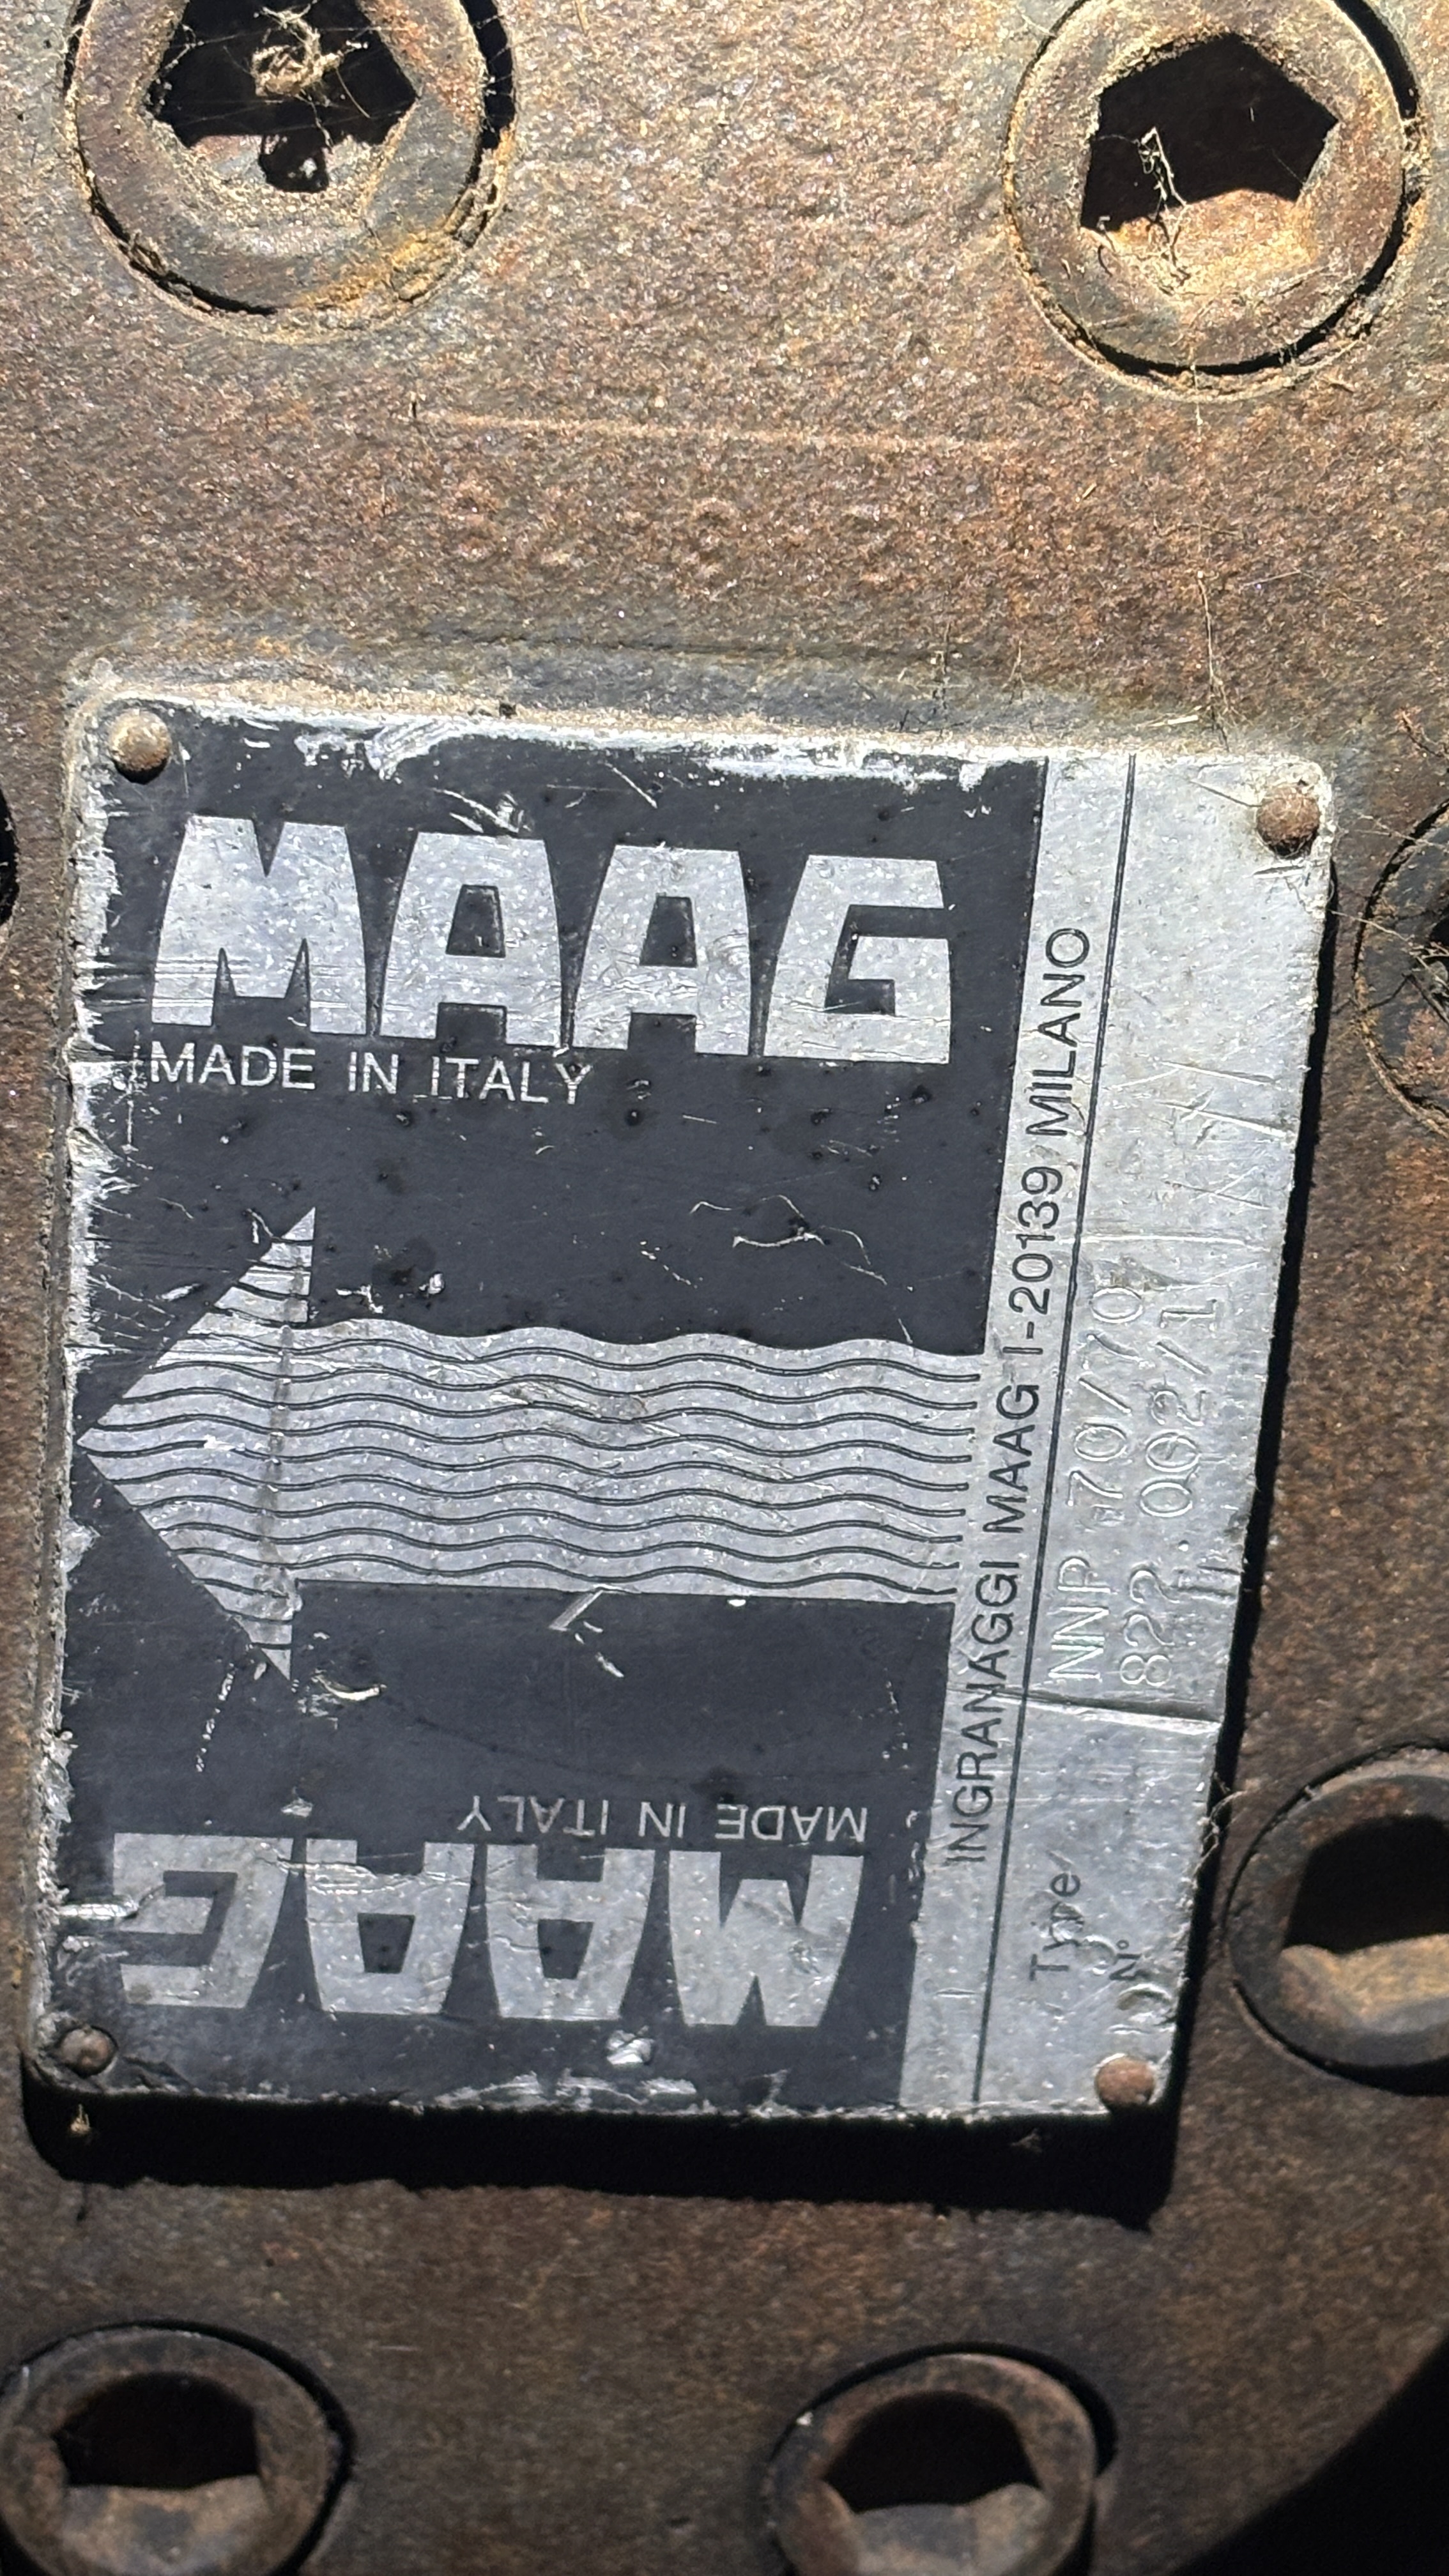 MAAG
MADE IN ITALY
INGRANAGGI MAAG I-20139 MILANO
Type NNP 70/70
N° 822.002/1
MADE IN ITALY
MAAG